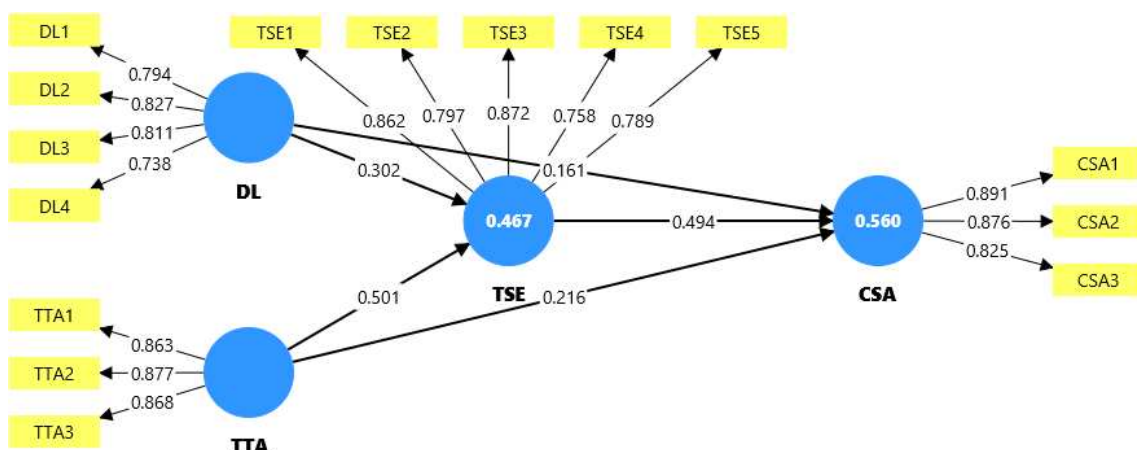 DL1
TSE1
TSE2
TSE3
TSE4
TSE5
0.794
DL2
0.827
0.811
DL3
0.738
DL4
DL
0.862
0.797
0.872
0.758
0.789
0.302
0.161
CSA1
0.891
0.467
0.494
0.560
0.876
CSA2
0.825
TSE
CSA
CSA3
0.501
0.216
TTA1
0.863
TTA2
0.877
0.868
TTA3
TTA